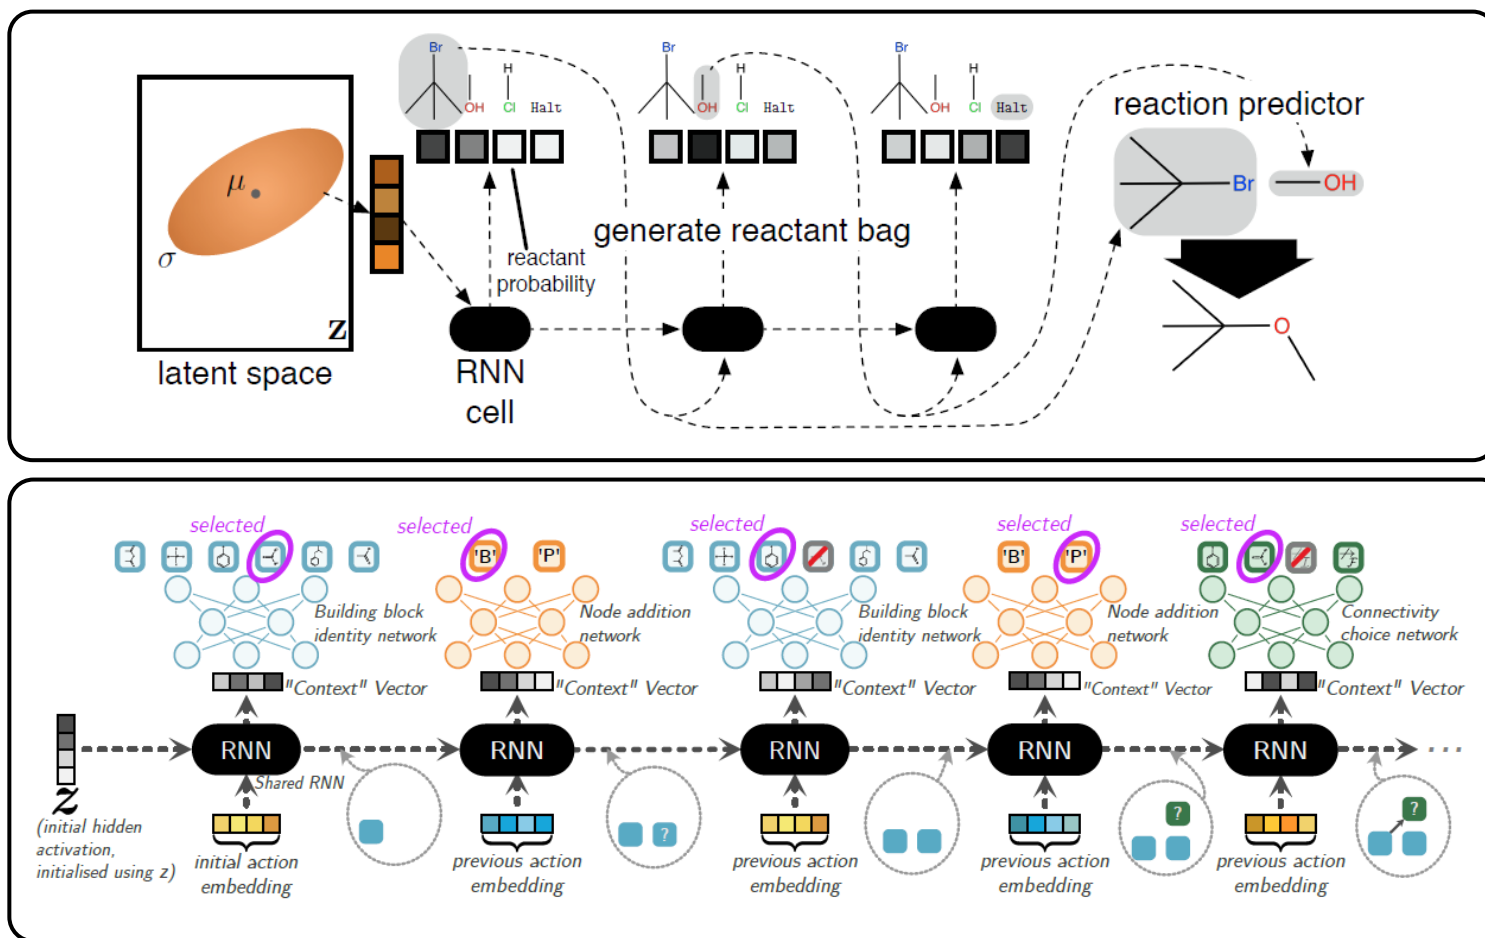 Br
OH
H
Cl
Halt
Br
OH
H
Cl
Halt
Br
OH
H
Cl
Halt
reaction predictor
Br
OH
μ
σ
z
latent space
generate reactant bag
reactant
probability
RNN
cell
O
selected
selected
selected
selected
selected
'B'
'P'
'B'
'P'
Building block
identity network
Node addition
network
Building block
identity network
Node addition
network
Connectivity
choice network
"Context" Vector
"Context" Vector
"Context" Vector
"Context" Vector
"Context" Vector
RNN
RNN
RNN
RNN
RNN
...
Shared RNN
z
(initial hidden
activation,
initialised using z)
initial action
embedding
previous action
embedding
previous action
embedding
previous action
embedding
previous action
embedding
?
?
?